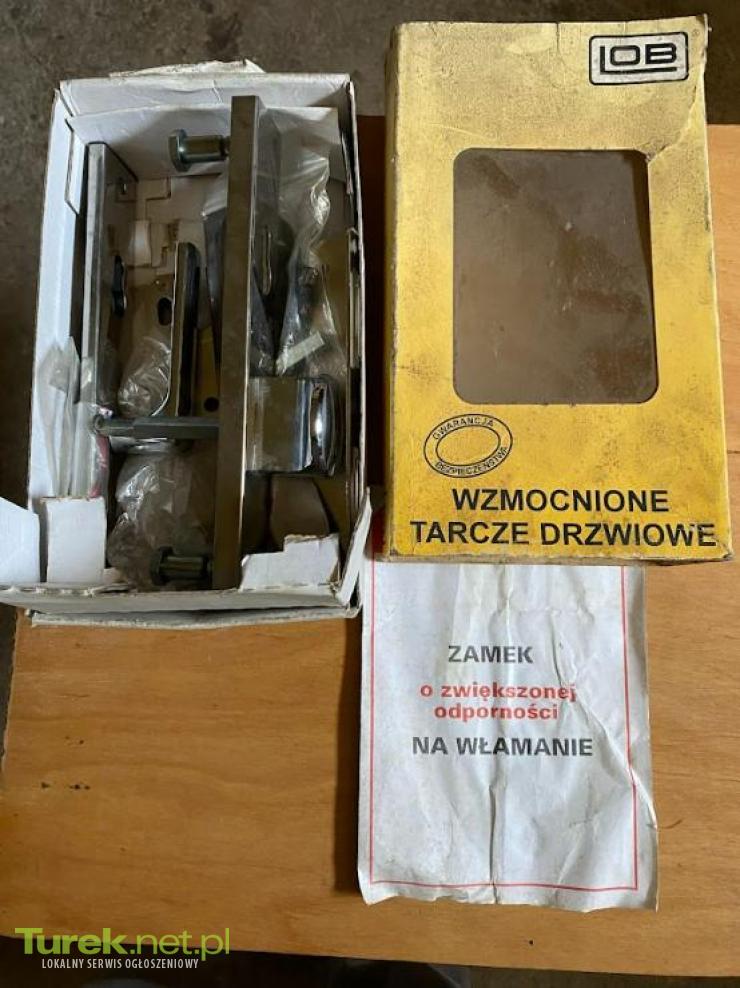 LOB
GWARANCJA
BEZPIECZEŃSTWA
WZMOCNIONE
TARCZE DRZWIOWE
ZAMEK
o zwiększonej
odporności
NA WŁAMANIE
Turek.net.pl
LOKALNY SERWIS OGŁOSZENIOWY